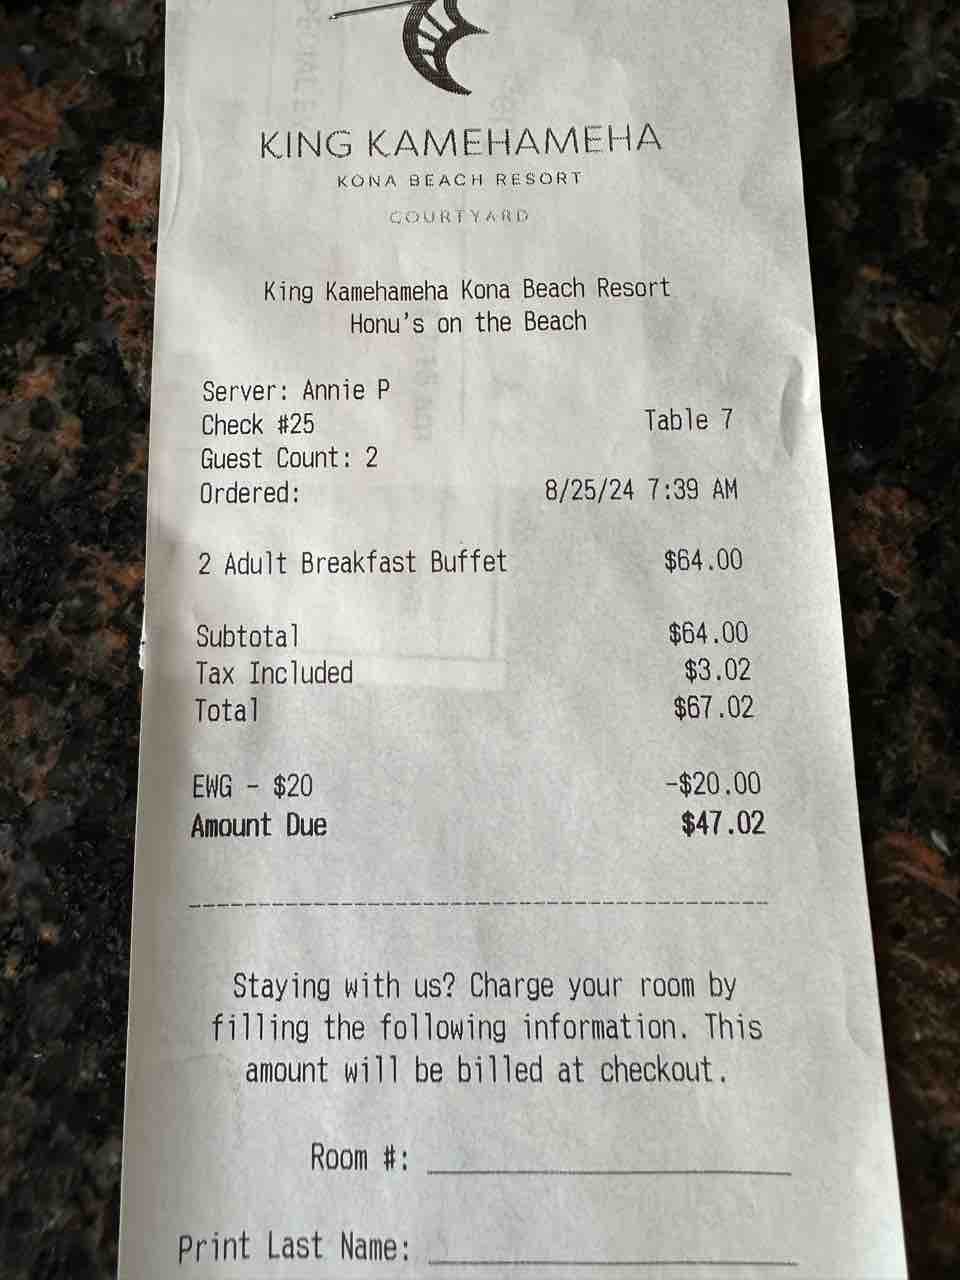 KING KAMEHAMEHA
KONA BEACH RESORT
COURTYARD
King Kamehameha Kona Beach Resort
Honu's on the Beach
Server: Annie P
Check #25 Table 7
Guest Count: 2
Ordered: 8/25/24 7:39 AM
2 Adult Breakfast Buffet $64.00
Subtotal $64.00
Tax Included $3.02
Total $67.02
EWG - $20 -$20.00
Amount Due $47.02
Staying with us? Charge your room by
filling the following information. This
amount will be billed at checkout.
Room #:
Print Last Name: